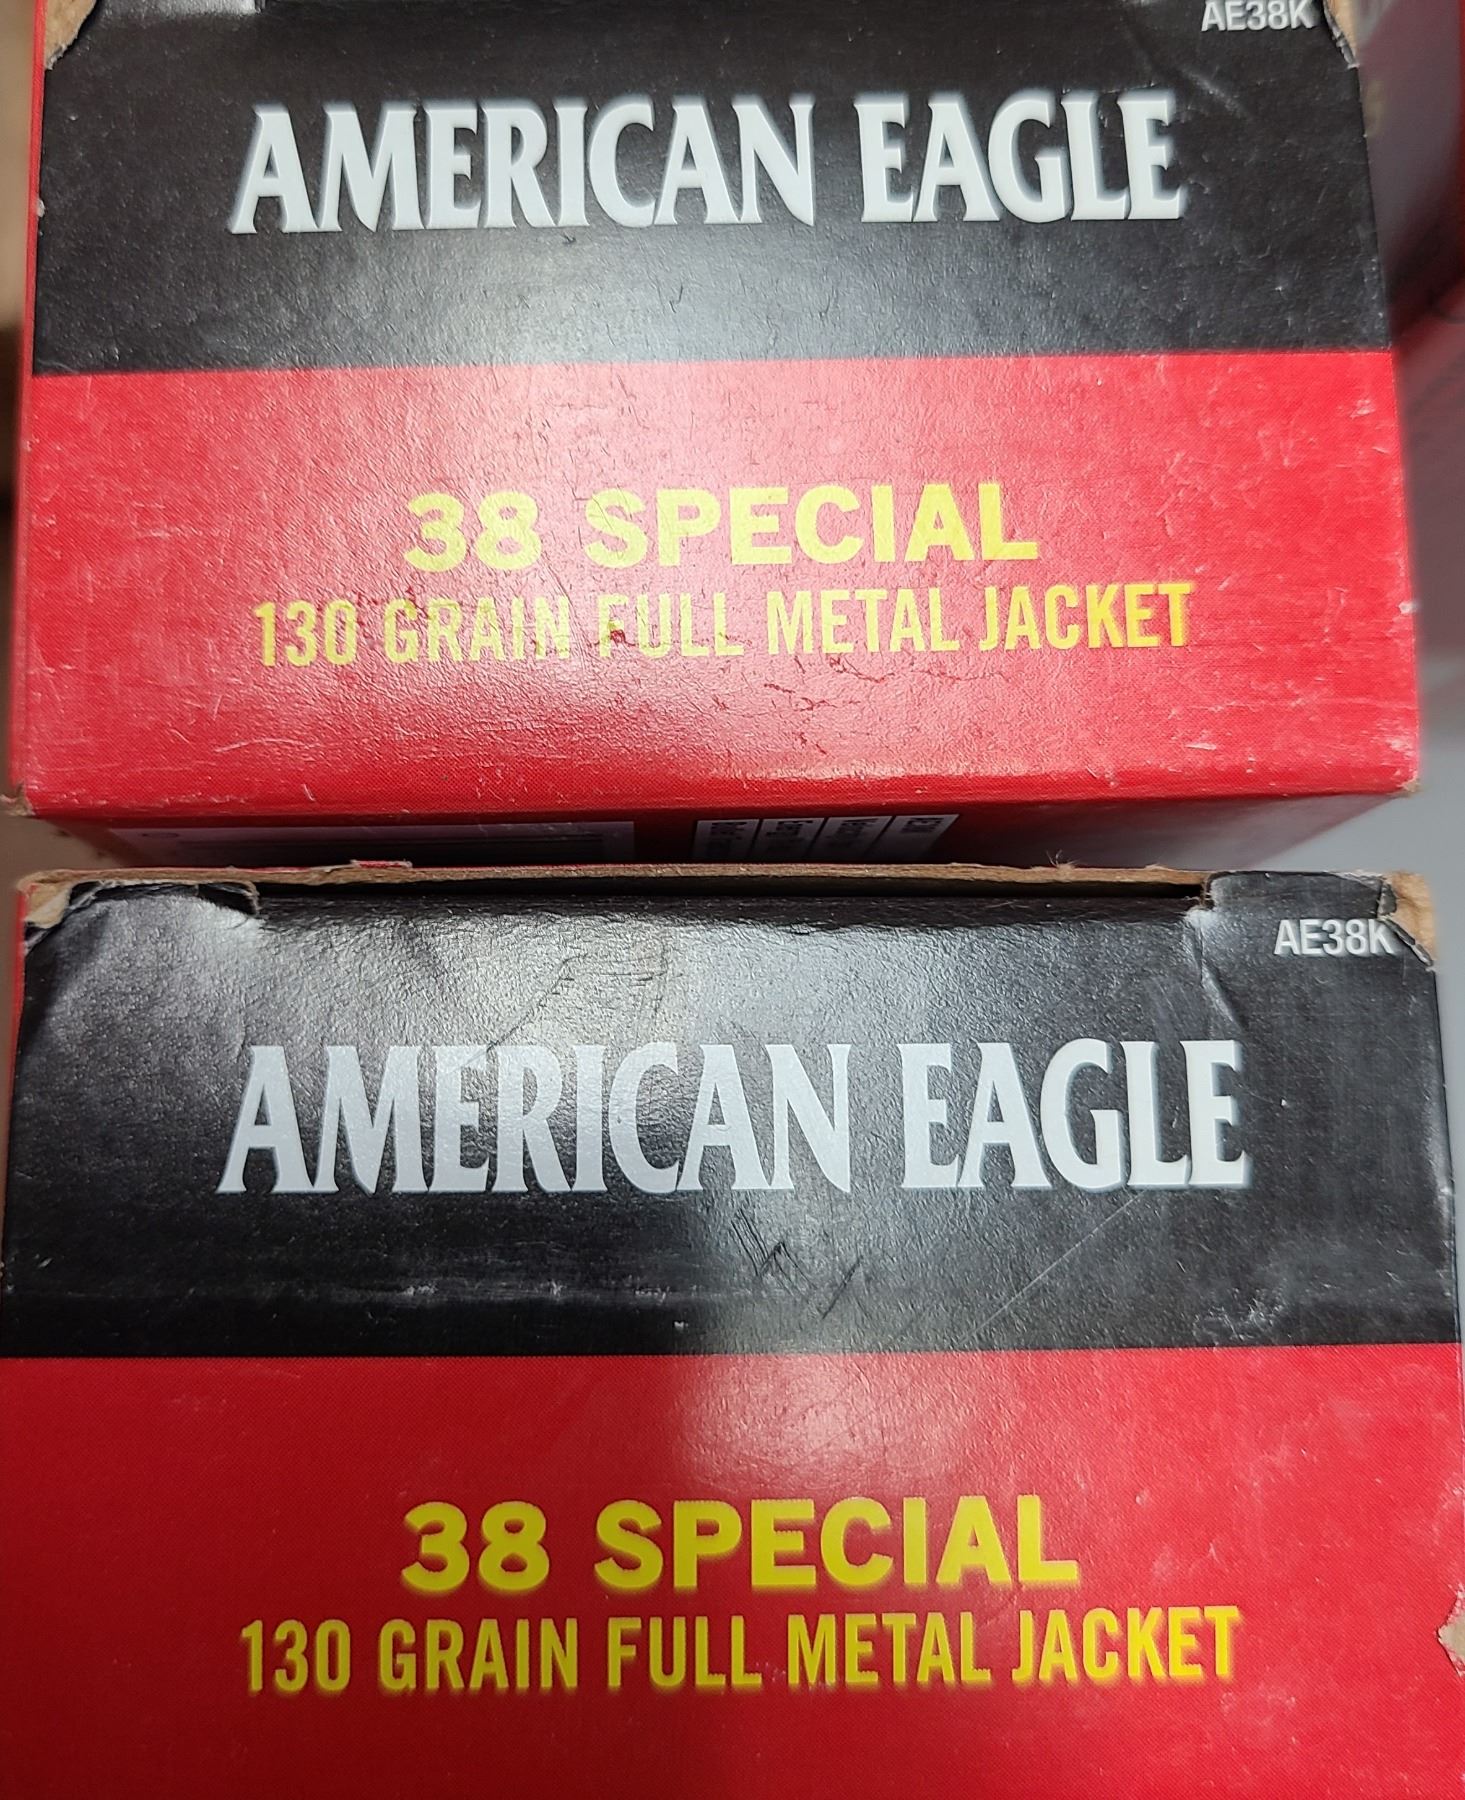 AE38K
AMERICAN EAGLE
38 SPECIAL
130 GRAIN FULL METAL JACKET
AE38K
AMERICAN EAGLE
38 SPECIAL
130 GRAIN FULL METAL JACKET